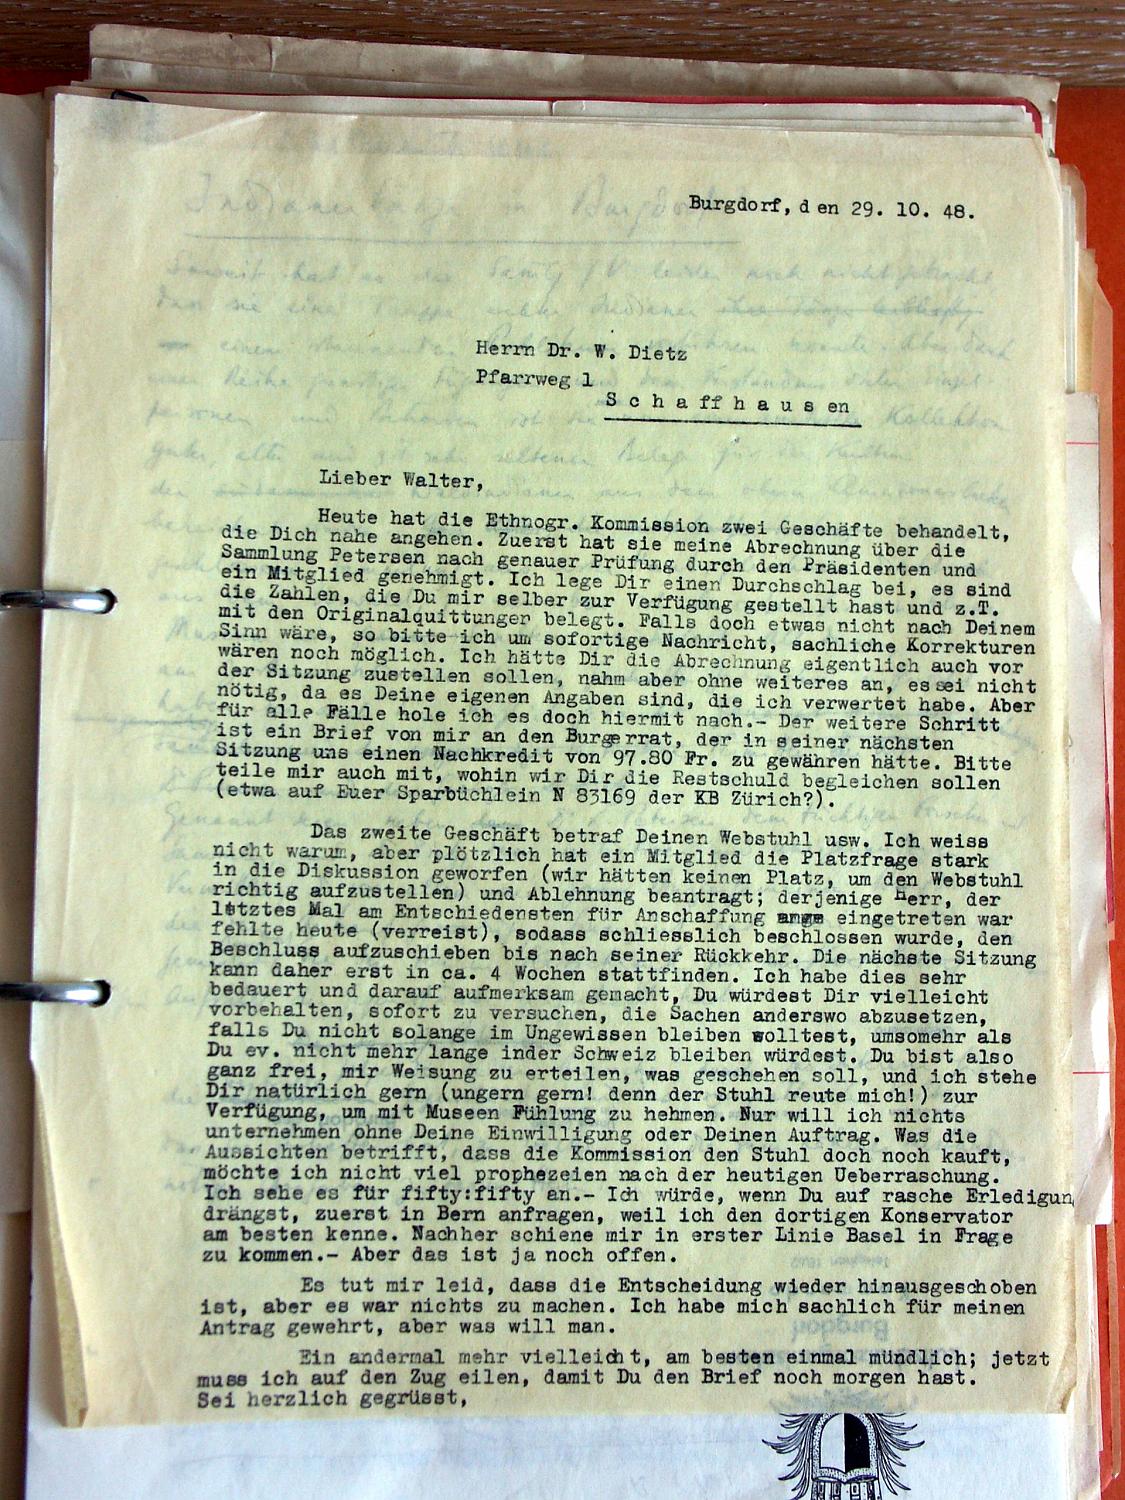 Burgdorf, den 29. 10. 48.
Herrn Dr. W. Dietz
Pfarrweg 1
S c h a f f h a u s en
Lieber Walter,
Heute hat die Ethnogr. Kommission zwei Geschäfte behandelt,
die Dich nahe angehen. Zuerst hat sie meine Abrechnung über die
Sammlung Petersen nach genauer Prüfung durch den Präsidenten und
ein Mitglied genehmigt. Ich lege Dir einen Durchschlag bei, es sind
die Zahlen, die Du mir selber zur Verfügung gestellt hast und z.T.
mit den Originalquittungen belegt. Falls doch etwas nicht nach Deinem
Sinn wäre, so bitte ich um sofortige Nachricht, sachliche Korrekturen
wären noch möglich. Ich hätte Dir die Abrechnung eigentlich auch vor
der Sitzung zustellen sollen, nahm aber ohne weiteres an, es sei nicht
nötig, da es Deine eigenen Angaben sind, die ich verwertet habe. Aber
für alle Fälle hole ich es doch hiermit nach.- Der weitere Schritt
ist ein Brief von mir an den Burgerrat, der in seiner nächsten
Sitzung uns einen Nachkredit von 97.80 Fr. zu gewähren hätte. Bitte
teile mir auch mit, wohin wir Dir die Restschuld begleichen sollen
(etwa auf Euer Sparbüchlein N 83169 der KB Zürich?).
Das zweite Geschäft betraf Deinen Webstuhl usw. Ich weiss
nicht warum, aber plötzlich hat ein Mitglied die Platzfrage stark
in die Diskussion geworfen (wir hätten keinen Platz, um den Webstuhl
richtig aufzustellen) und Ablehnung beantragt; derjenige Herr, der
letztes Mal am Entschiedensten für Anschaffung eingetreten war
fehlte heute (verreist), sodass schliesslich beschlossen wurde, den
Beschluss aufzuschieben bis nach seiner Rückkehr. Die nächste Sitzung
kann daher erst in ca. 4 Wochen stattfinden. Ich habe dies sehr
bedauert und darauf aufmerksam gemacht, Du würdest Dir vielleicht
vorbehalten, sofort zu versuchen, die Sachen anderswo abzusetzen,
falls Du nicht solange im Ungewissen bleiben wolltest, umsomehr als
Du ev. nicht mehr lange inder Schweiz bleiben würdest. Du bist also
ganz frei, mir Weisung zu erteilen, was geschehen soll, und ich stehe
Dir natürlich gern (ungern gern! denn der Stuhl reute mich!) zur
Verfügung, um mit Museen Fühlung zu hehmen. Nur will ich nichts
unternehmen ohne Deine Einwilligung oder Deinen Auftrag. Was die
Aussichten betrifft, dass die Kommission den Stuhl doch noch kauft,
möchte ich nicht viel prophezeien nach der heutigen Ueberraschung.
Ich sehe es für fifty:fifty an.- Ich würde, wenn Du auf rasche Erledigun
drängst, zuerst in Bern anfragen, weil ich den dortigen Konservator
am besten kenne. Nachher schiene mir in erster Linie Basel in Frage
zu kommen.- Aber das ist ja noch offen.
Es tut mir leid, dass die Entscheidung wieder hinausgeschoben
ist, aber es war nichts zu machen. Ich habe mich sachlich für meinen
Antrag gewehrt, aber was will man.
Ein andermal mehr vielleicht, am besten einmal mündlich; jetzt
muss ich auf den Zug eilen, damit Du den Brief noch morgen hast.
Sei herzlich gegrüsst,